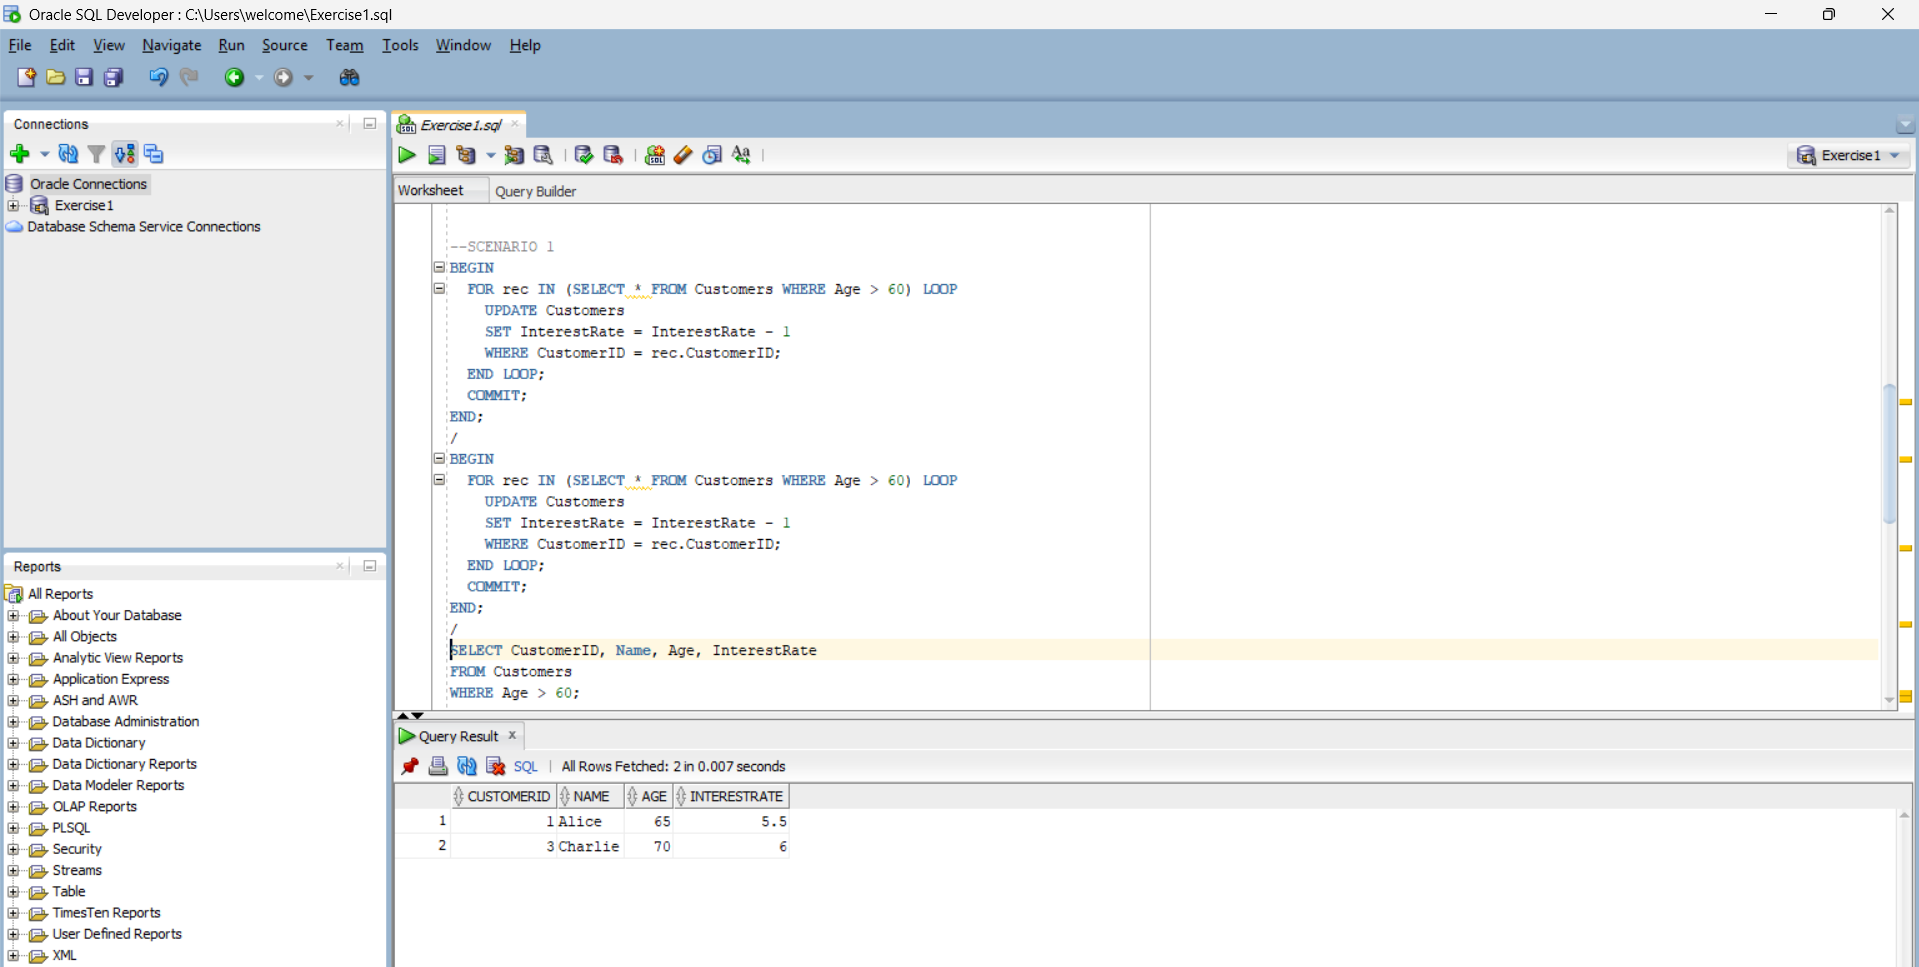 Oracle SQL Developer : C:\Users\welcome\Exercise1.sql
File Edit View Navigate Run Source Team Tools Window Help
Connections
Oracle Connections
Exercise1
Database Schema Service Connections
Reports
All Reports
About Your Database
All Objects
Analytic View Reports
Application Express
ASH and AWR
Database Administration
Data Dictionary
Data Dictionary Reports
Data Modeler Reports
OLAP Reports
PLSQL
Security
Streams
Table
TimesTen Reports
User Defined Reports
XML
Exercise1.sql
Exercise1
Worksheet Query Builder
--SCENARIO 1
BEGIN
FOR rec IN (SELECT * FROM Customers WHERE Age > 60) LOOP
UPDATE Customers
SET InterestRate = InterestRate - 1
WHERE CustomerID = rec.CustomerID;
END LOOP;
COMMIT;
END;
/
BEGIN
FOR rec IN (SELECT * FROM Customers WHERE Age > 60) LOOP
UPDATE Customers
SET InterestRate = InterestRate - 1
WHERE CustomerID = rec.CustomerID;
END LOOP;
COMMIT;
END;
/
SELECT CustomerID, Name, Age, InterestRate
FROM Customers
WHERE Age > 60;
Query Result
SQL | All Rows Fetched: 2 in 0.007 seconds
CUSTOMERID NAME AGE INTERESTRATE
1 1 Alice 65 5.5
2 3 Charlie 70 6